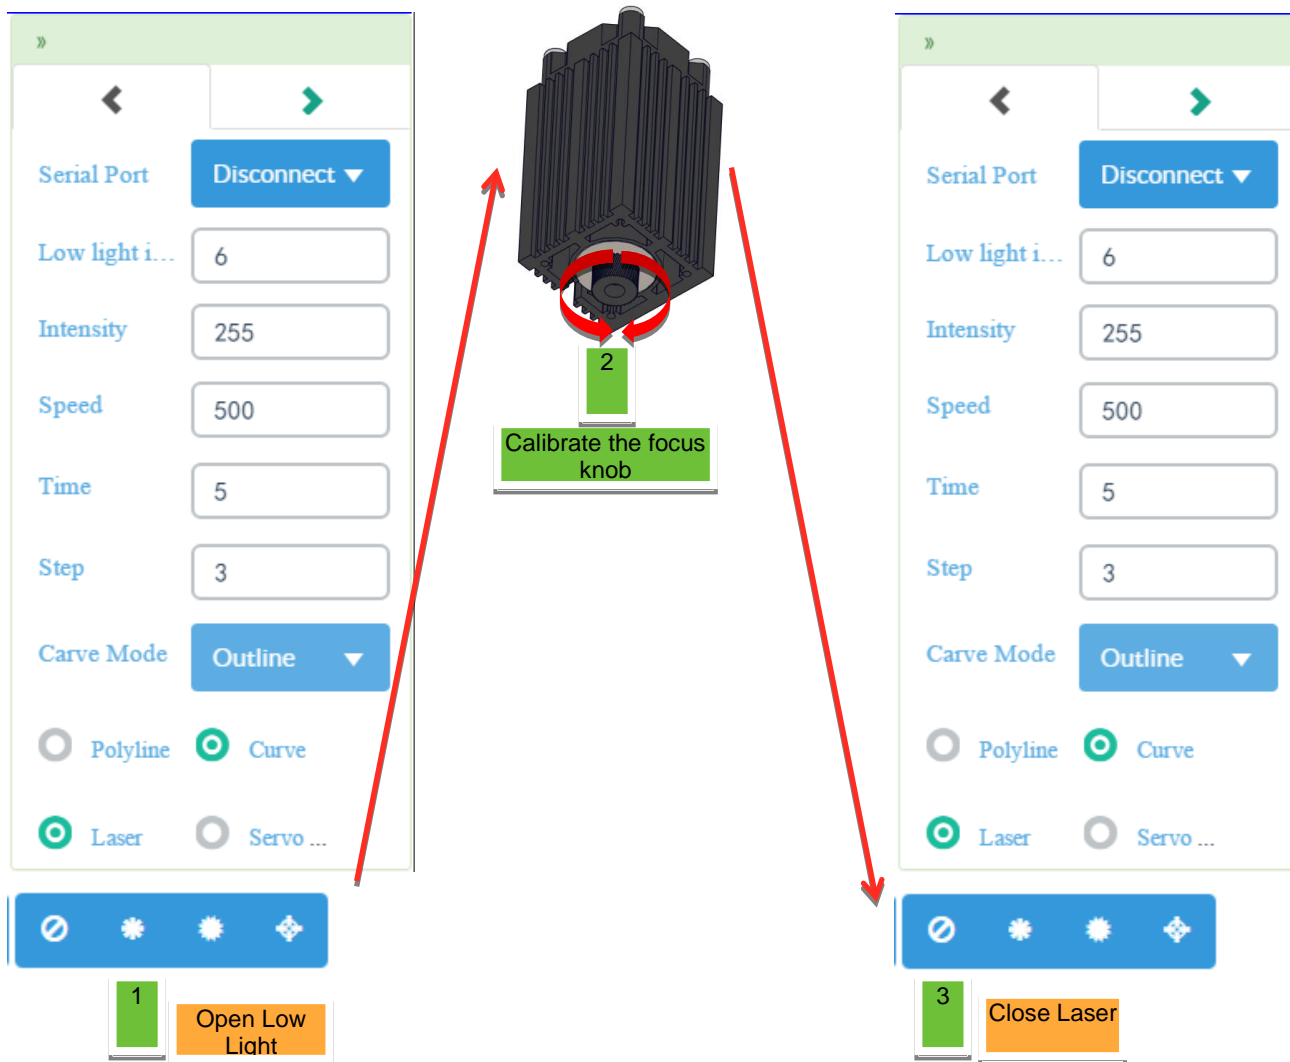 »
Serial Port
Disconnect
Low light i...
6
Intensity
255
Speed
500
Time
5
Step
3
Carve Mode
Outline
Polyline
Curve
Laser
Servo ...
1
Open Low
Light
2
Calibrate the focus
knob
»
Serial Port
Disconnect
Low light i...
6
Intensity
255
Speed
500
Time
5
Step
3
Carve Mode
Outline
Polyline
Curve
Laser
Servo ...
3
Close Laser